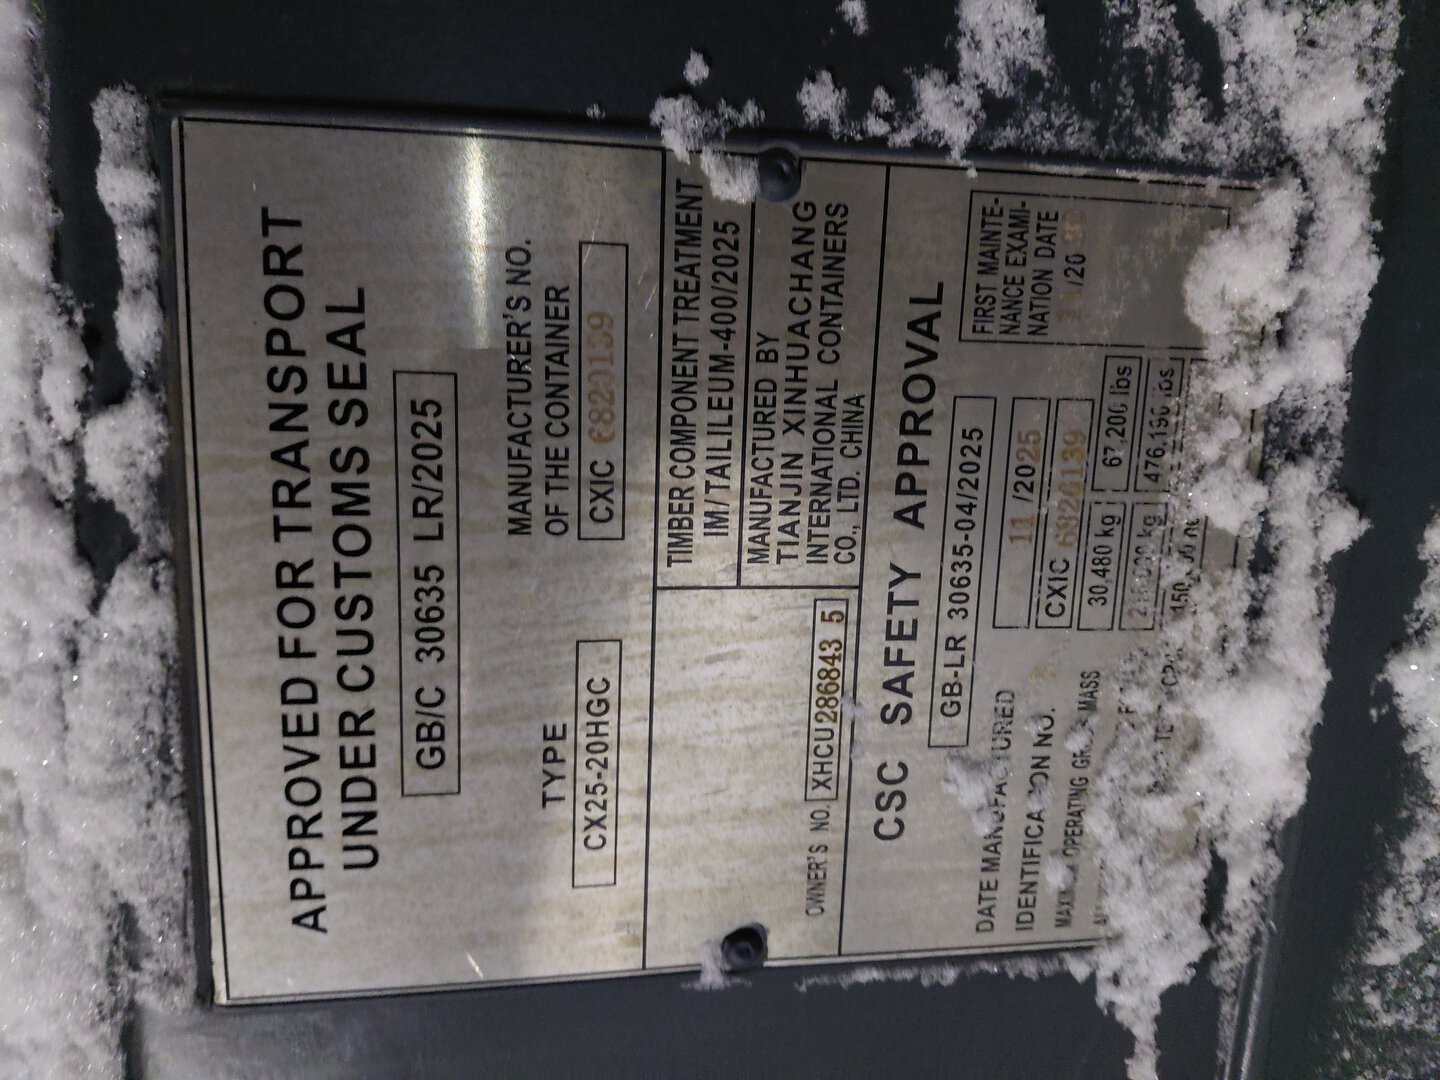 APPROVED FOR TRANSPORT
UNDER CUSTOMS SEAL
GB/C 30635 LR/2025
TYPE
CX25-20HGC
MANUFACTURER'S NO.
OF THE CONTAINER
CXIC 6820139
TIMBER COMPONENT TREATMENT
IM/TAILILEUM-400/2025
MANUFACTURED BY
TIANJIN XINHUACHANG
INTERNATIONAL CONTAINERS
CO., LTD. CHINA
OWNER'S NO. XHCU286843 5
CSC SAFETY APPROVAL
GB-LR 30635-04/2025
DATE MANUFACTURED 11 /2025
IDENTIFICATION NO. CXIC 6820139
OPERATING MASS 30,480 kg 67,200 lbs
476,190 lbs
FIRST MAINTE-
NANCE EXAMI-
NATION DATE